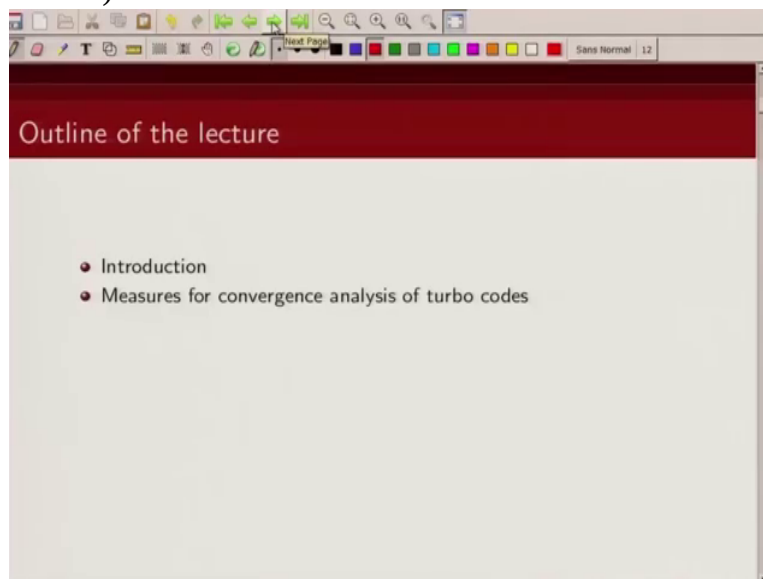 T
Next Page
Sans Normal 12
Outline of the lecture
Introduction
Measures for convergence analysis of turbo codes